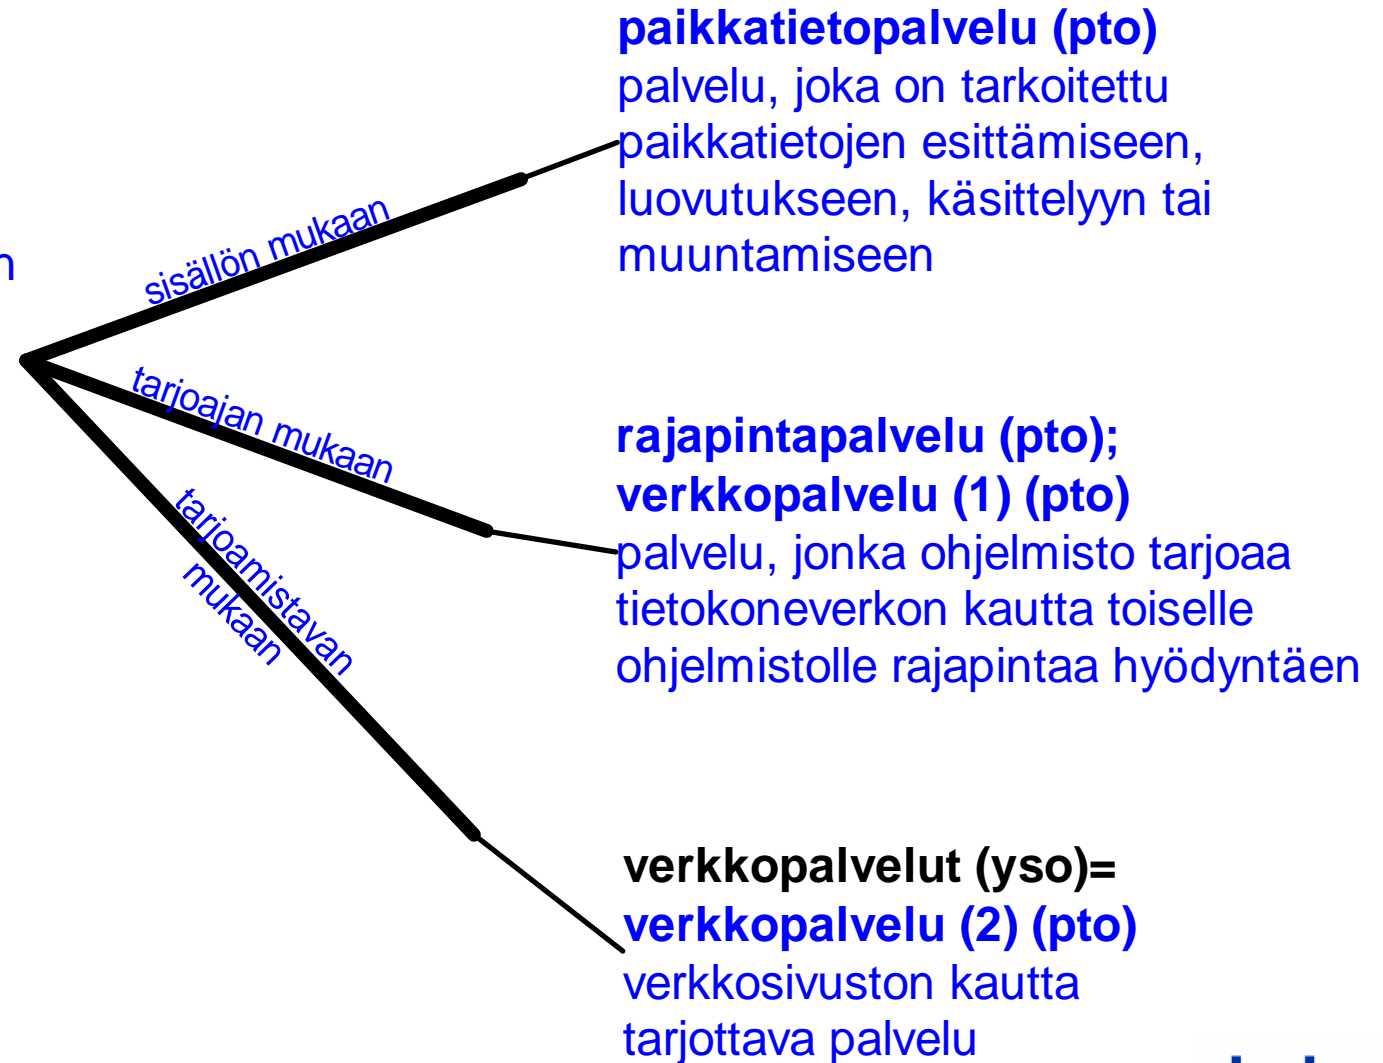 paikkatietopalvelu (pto)
palvelu, joka on tarkoitettu
paikkatietojen esittämiseen,
luovutukseen, käsittelyyn tai
muuntamiseen
sisällön mukaan
n
tarjoajan mukaan
rajapintapalvelu (pto);
verkkopalvelu (1) (pto)
palvelu, jonka ohjelmisto tarjoaa
tietokoneverkon kautta toiselle
ohjelmistolle rajapintaa hyödyntäen
tarjoamistavan
mukaan
verkkopalvelut (yso)=
verkkopalvelu (2) (pto)
verkkosivuston kautta
tarjottava palvelu